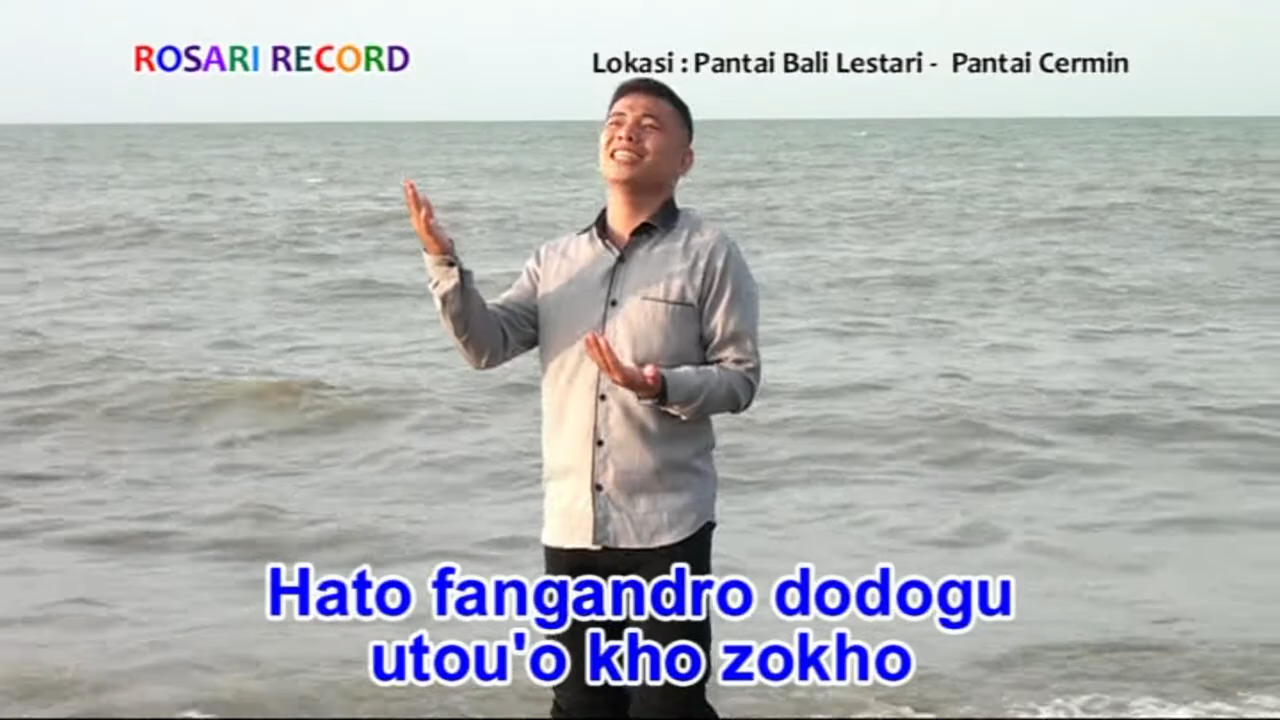 ROSARI RECORD
Lokasi : Pantai Bali Lestari - Pantai Cermin
Hato fangandro dodogu
utou'o kho zokho